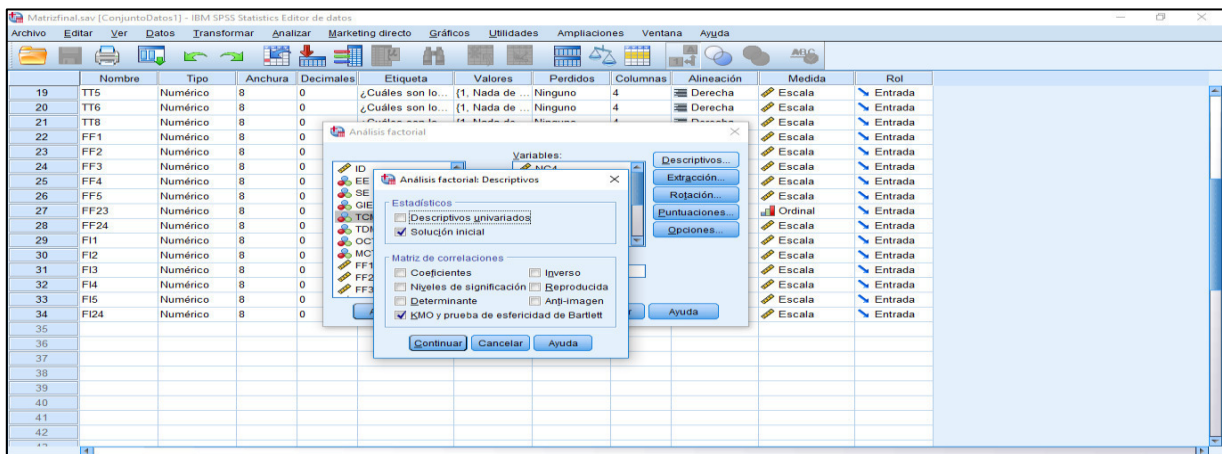 Matrizfinal.sav [ConjuntoDatos1] - IBM SPSS Statistics Editor de datos
Archivo Editar Ver Datos Transformar Analizar Marketing directo Gráficos Utilidades Ampliaciones Ventana Ayuda
Nombre Tipo Anchura Decimales Etiqueta Valores Perdidos Columnas Alineación Medida Rol
19 TT5 Numérico 8 0 ¿Cuáles son lo... {1, Nada de ... Ninguno 4 Derecha Escala Entrada
20 TT6 Numérico 8 0 ¿Cuáles son lo... {1, Nada de ... Ninguno 4 Derecha Escala Entrada
21 TT8 Numérico 8 0 Escala Entrada
22 FF1 Numérico 8 0 Escala Entrada
23 FF2 Numérico 8 0 Escala Entrada
24 FF3 Numérico 8 0 Escala Entrada
25 FF4 Numérico 8 0 Escala Entrada
26 FF5 Numérico 8 0 Escala Entrada
27 FF23 Numérico 8 0 Ordinal Entrada
28 FF24 Numérico 8 0 Escala Entrada
29 FI1 Numérico 8 0 Escala Entrada
30 FI2 Numérico 8 0 Escala Entrada
31 FI3 Numérico 8 0 Escala Entrada
32 FI4 Numérico 8 0 Escala Entrada
33 FI5 Numérico 8 0 Escala Entrada
34 FI24 Numérico 8 0 Escala Entrada
35
36
37
38
39
40
41
42
Análisis factorial
Variables:
ID
EE
SE
GIE
TCM
TDM
OCT
MCT
FF1
FF2
FF3
Descriptivos...
Extracción...
Rotación...
Puntuaciones...
Opciones...
Ayuda
Análisis factorial: Descriptivos
Estadísticos
Descriptivos univariados
Solución inicial
Matriz de correlaciones
Coeficientes Inverso
Niveles de significación Reproducida
Determinante Anti-imagen
KMO y prueba de esfericidad de Bartlett
Continuar Cancelar Ayuda